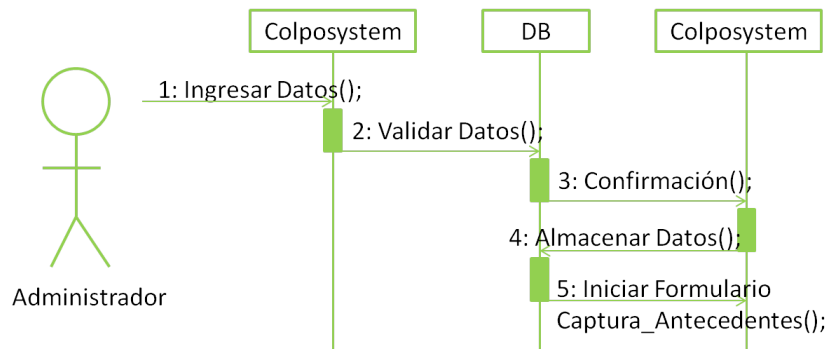 Colposystem
DB
Colposystem
1: Ingresar Datos();
2: Validar Datos();
3: Confirmación();
4: Almacenar Datos();
5: Iniciar Formulario
Captura_Antecedentes();
Administrador